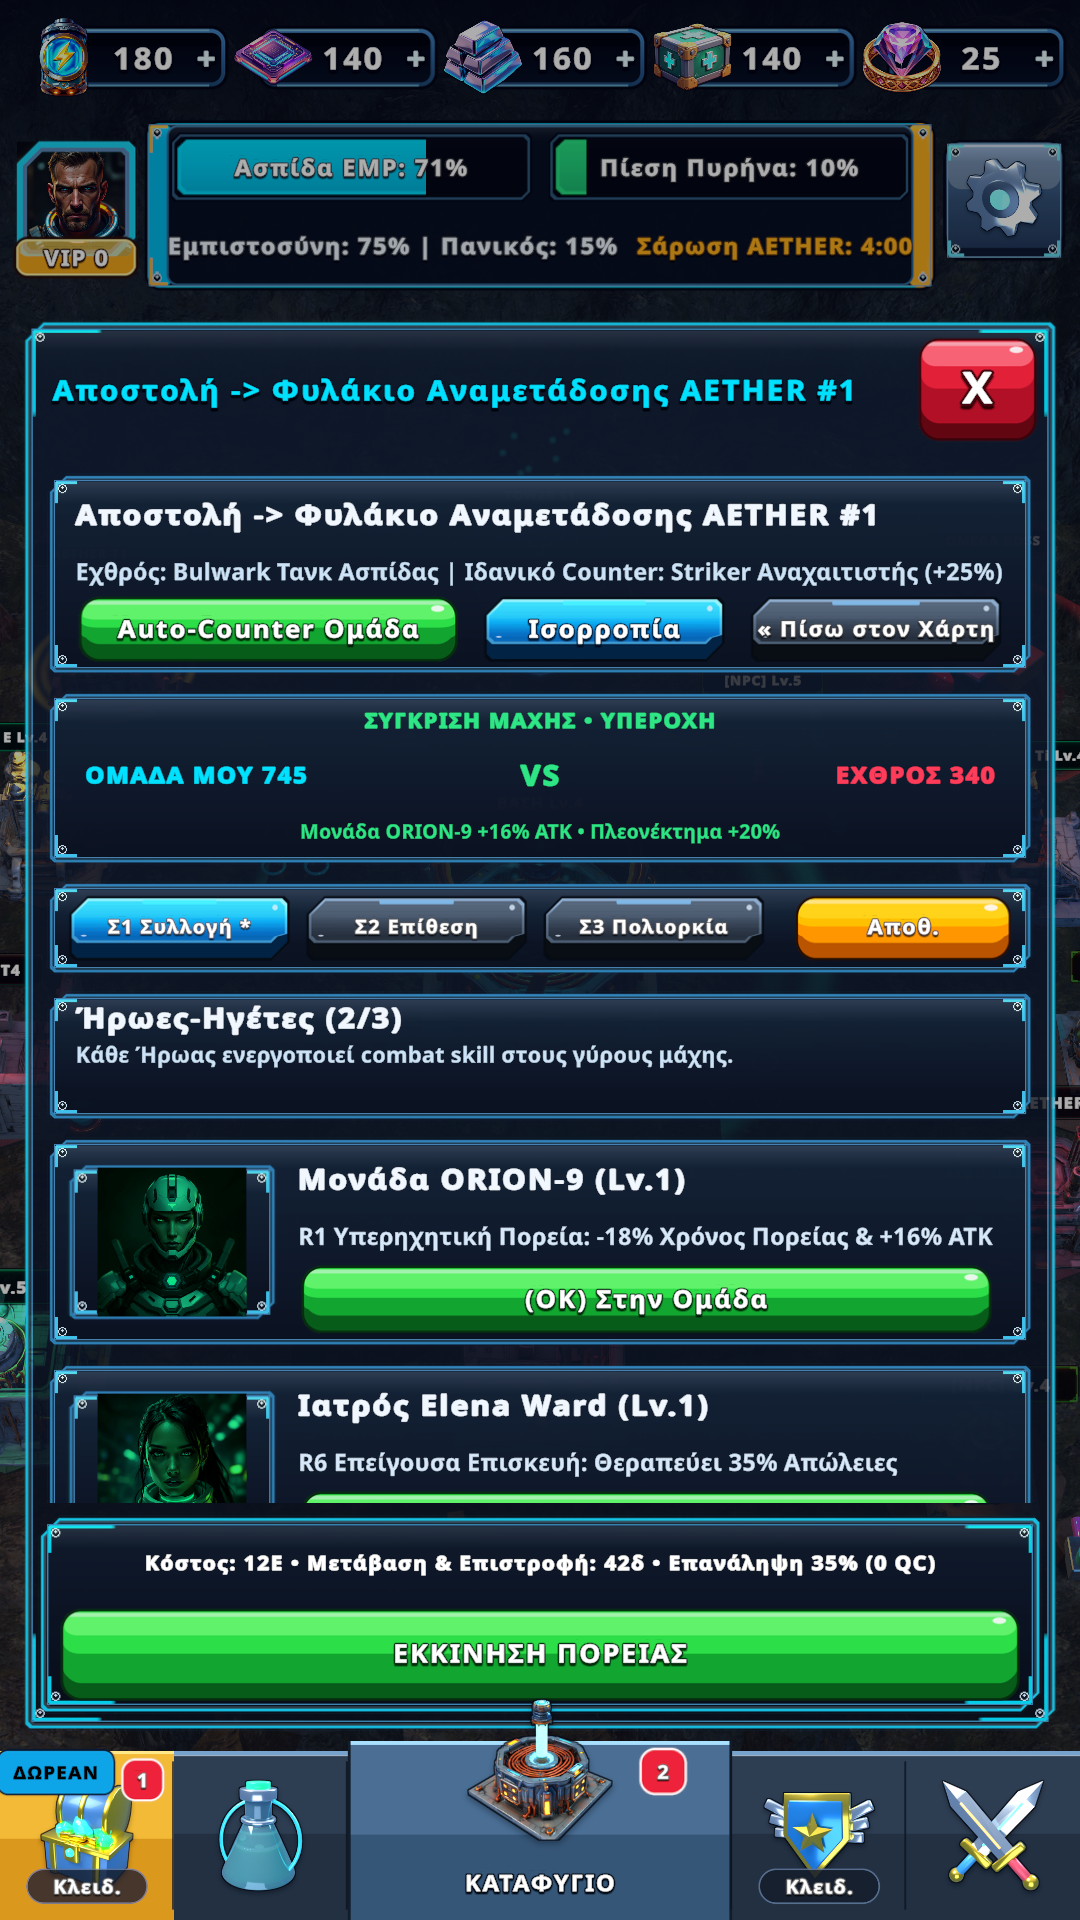 180 +
140 +
160 +
140 +
25 +
Ασπίδα EMP: 71%
Πίεση Πυρήνα: 10%
VIP 0
Εμπιστοσύνη: 75% | Πανικός: 15%
Σάρωση AETHER: 4:00
Αποστολή -> Φυλάκιο Αναμετάδοσης AETHER #1
X
Αποστολή -> Φυλάκιο Αναμετάδοσης AETHER #1
Εχθρός: Bulwark Τανκ Ασπίδας | Ιδανικό Counter: Striker Αναχαιτιστής (+25%)
Auto-Counter Ομάδα
Ισορροπία
« Πίσω στον Χάρτη
[NPC] Lv.5
ΣΥΓΚΡΙΣΗ ΜΑΧΗΣ • ΥΠΕΡΟΧΗ
ΟΜΑΔΑ ΜΟΥ 745
VS
ΕΧΘΡΟΣ 340
Μονάδα ORION-9 +16% ATK • Πλεονέκτημα +20%
Σ1 Συλλογή *
Σ2 Επίθεση
Σ3 Πολιορκία
Αποθ.
T4
Ήρωες-Ηγέτες (2/3)
Κάθε Ήρωας ενεργοποιεί combat skill στους γύρους μάχης.
Μονάδα ORION-9 (Lv.1)
R1 Υπερηχητική Πορεία: -18% Χρόνος Πορείας & +16% ATK
(OK) Στην Ομάδα
Ιατρός Elena Ward (Lv.1)
R6 Επείγουσα Επισκευή: Θεραπεύει 35% Απώλειες
Κόστος: 12E • Μετάβαση & Επιστροφή: 42δ • Επανάληψη 35% (0 QC)
ΕΚΚΙΝΗΣΗ ΠΟΡΕΙΑΣ
ΔΩΡΕΑΝ
1
2
Κλειδ.
ΚΑΤΑΦΥΓΙΟ
Κλειδ.